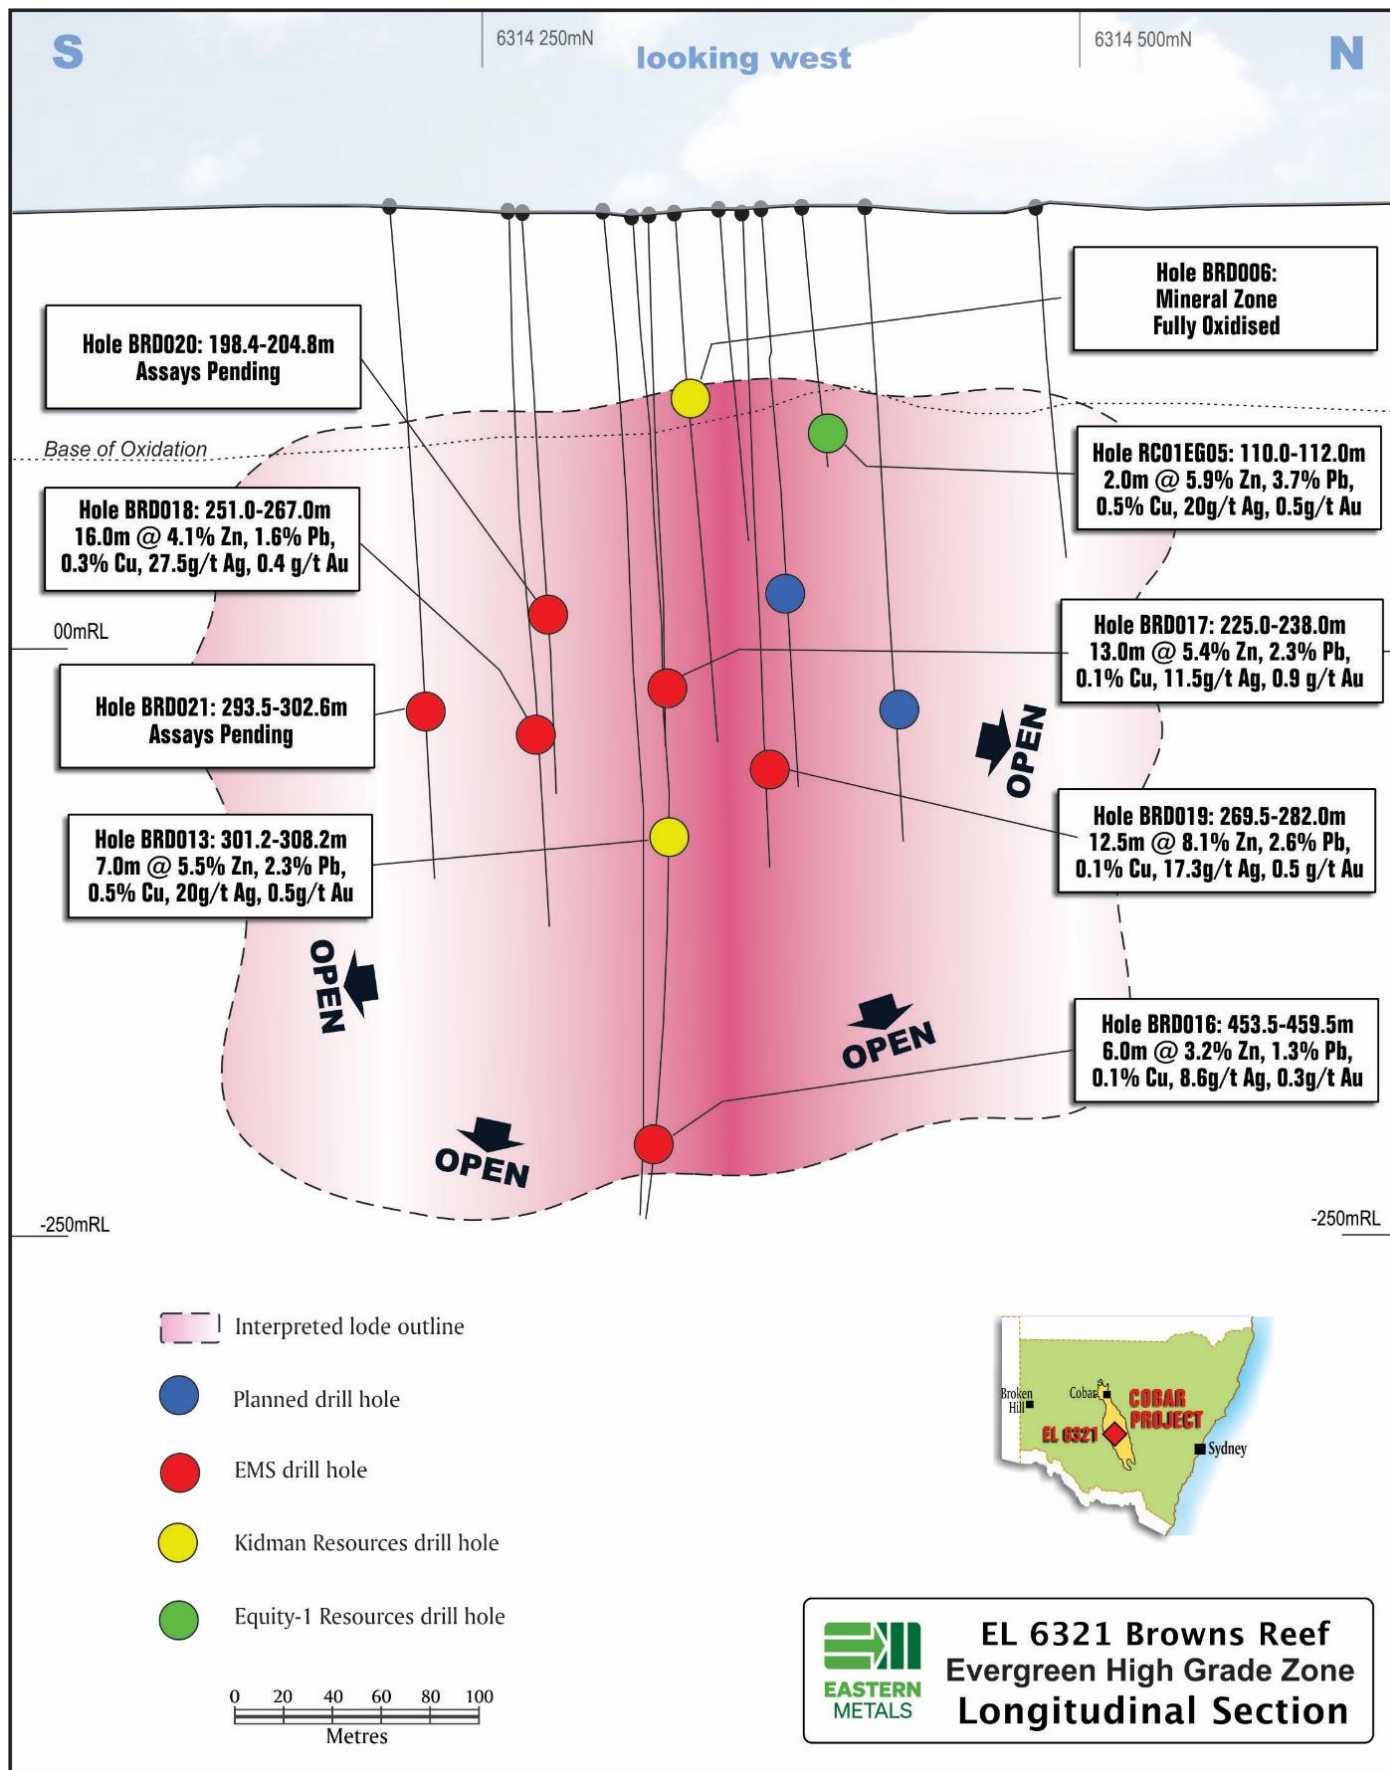 S
6314 250mN
looking west
6314 500mN
N
Hole BRD006:
Mineral Zone
Fully Oxidised
Hole BRD020: 198.4-204.8m
Assays Pending
Base of Oxidation
Hole RC01EG05: 110.0-112.0m
2.0m @ 5.9% Zn, 3.7% Pb,
0.5% Cu, 20g/t Ag, 0.5g/t Au
Hole BRD018: 251.0-267.0m
16.0m @ 4.1% Zn, 1.6% Pb,
0.3% Cu, 27.5g/t Ag, 0.4 g/t Au
00mRL
Hole BRD017: 225.0-238.0m
13.0m @ 5.4% Zn, 2.3% Pb,
0.1% Cu, 11.5g/t Ag, 0.9 g/t Au
Hole BRD021: 293.5-302.6m
Assays Pending
OPEN
Hole BRD019: 269.5-282.0m
12.5m @ 8.1% Zn, 2.6% Pb,
0.1% Cu, 17.3g/t Ag, 0.5 g/t Au
Hole BRD013: 301.2-308.2m
7.0m @ 5.5% Zn, 2.3% Pb,
0.5% Cu, 20g/t Ag, 0.5g/t Au
OPEN
OPEN
Hole BRD016: 453.5-459.5m
6.0m @ 3.2% Zn, 1.3% Pb,
0.1% Cu, 8.6g/t Ag, 0.3g/t Au
OPEN
-250mRL
-250mRL
Interpreted lode outline
Planned drill hole
EMS drill hole
Kidman Resources drill hole
Equity-1 Resources drill hole
0 20 40 60 80 100
Metres
Broken
Hill
Cobar
COBAR
PROJECT
EL 6321
Sydney
EASTERN
METALS
EL 6321 Browns Reef
Evergreen High Grade Zone
Longitudinal Section